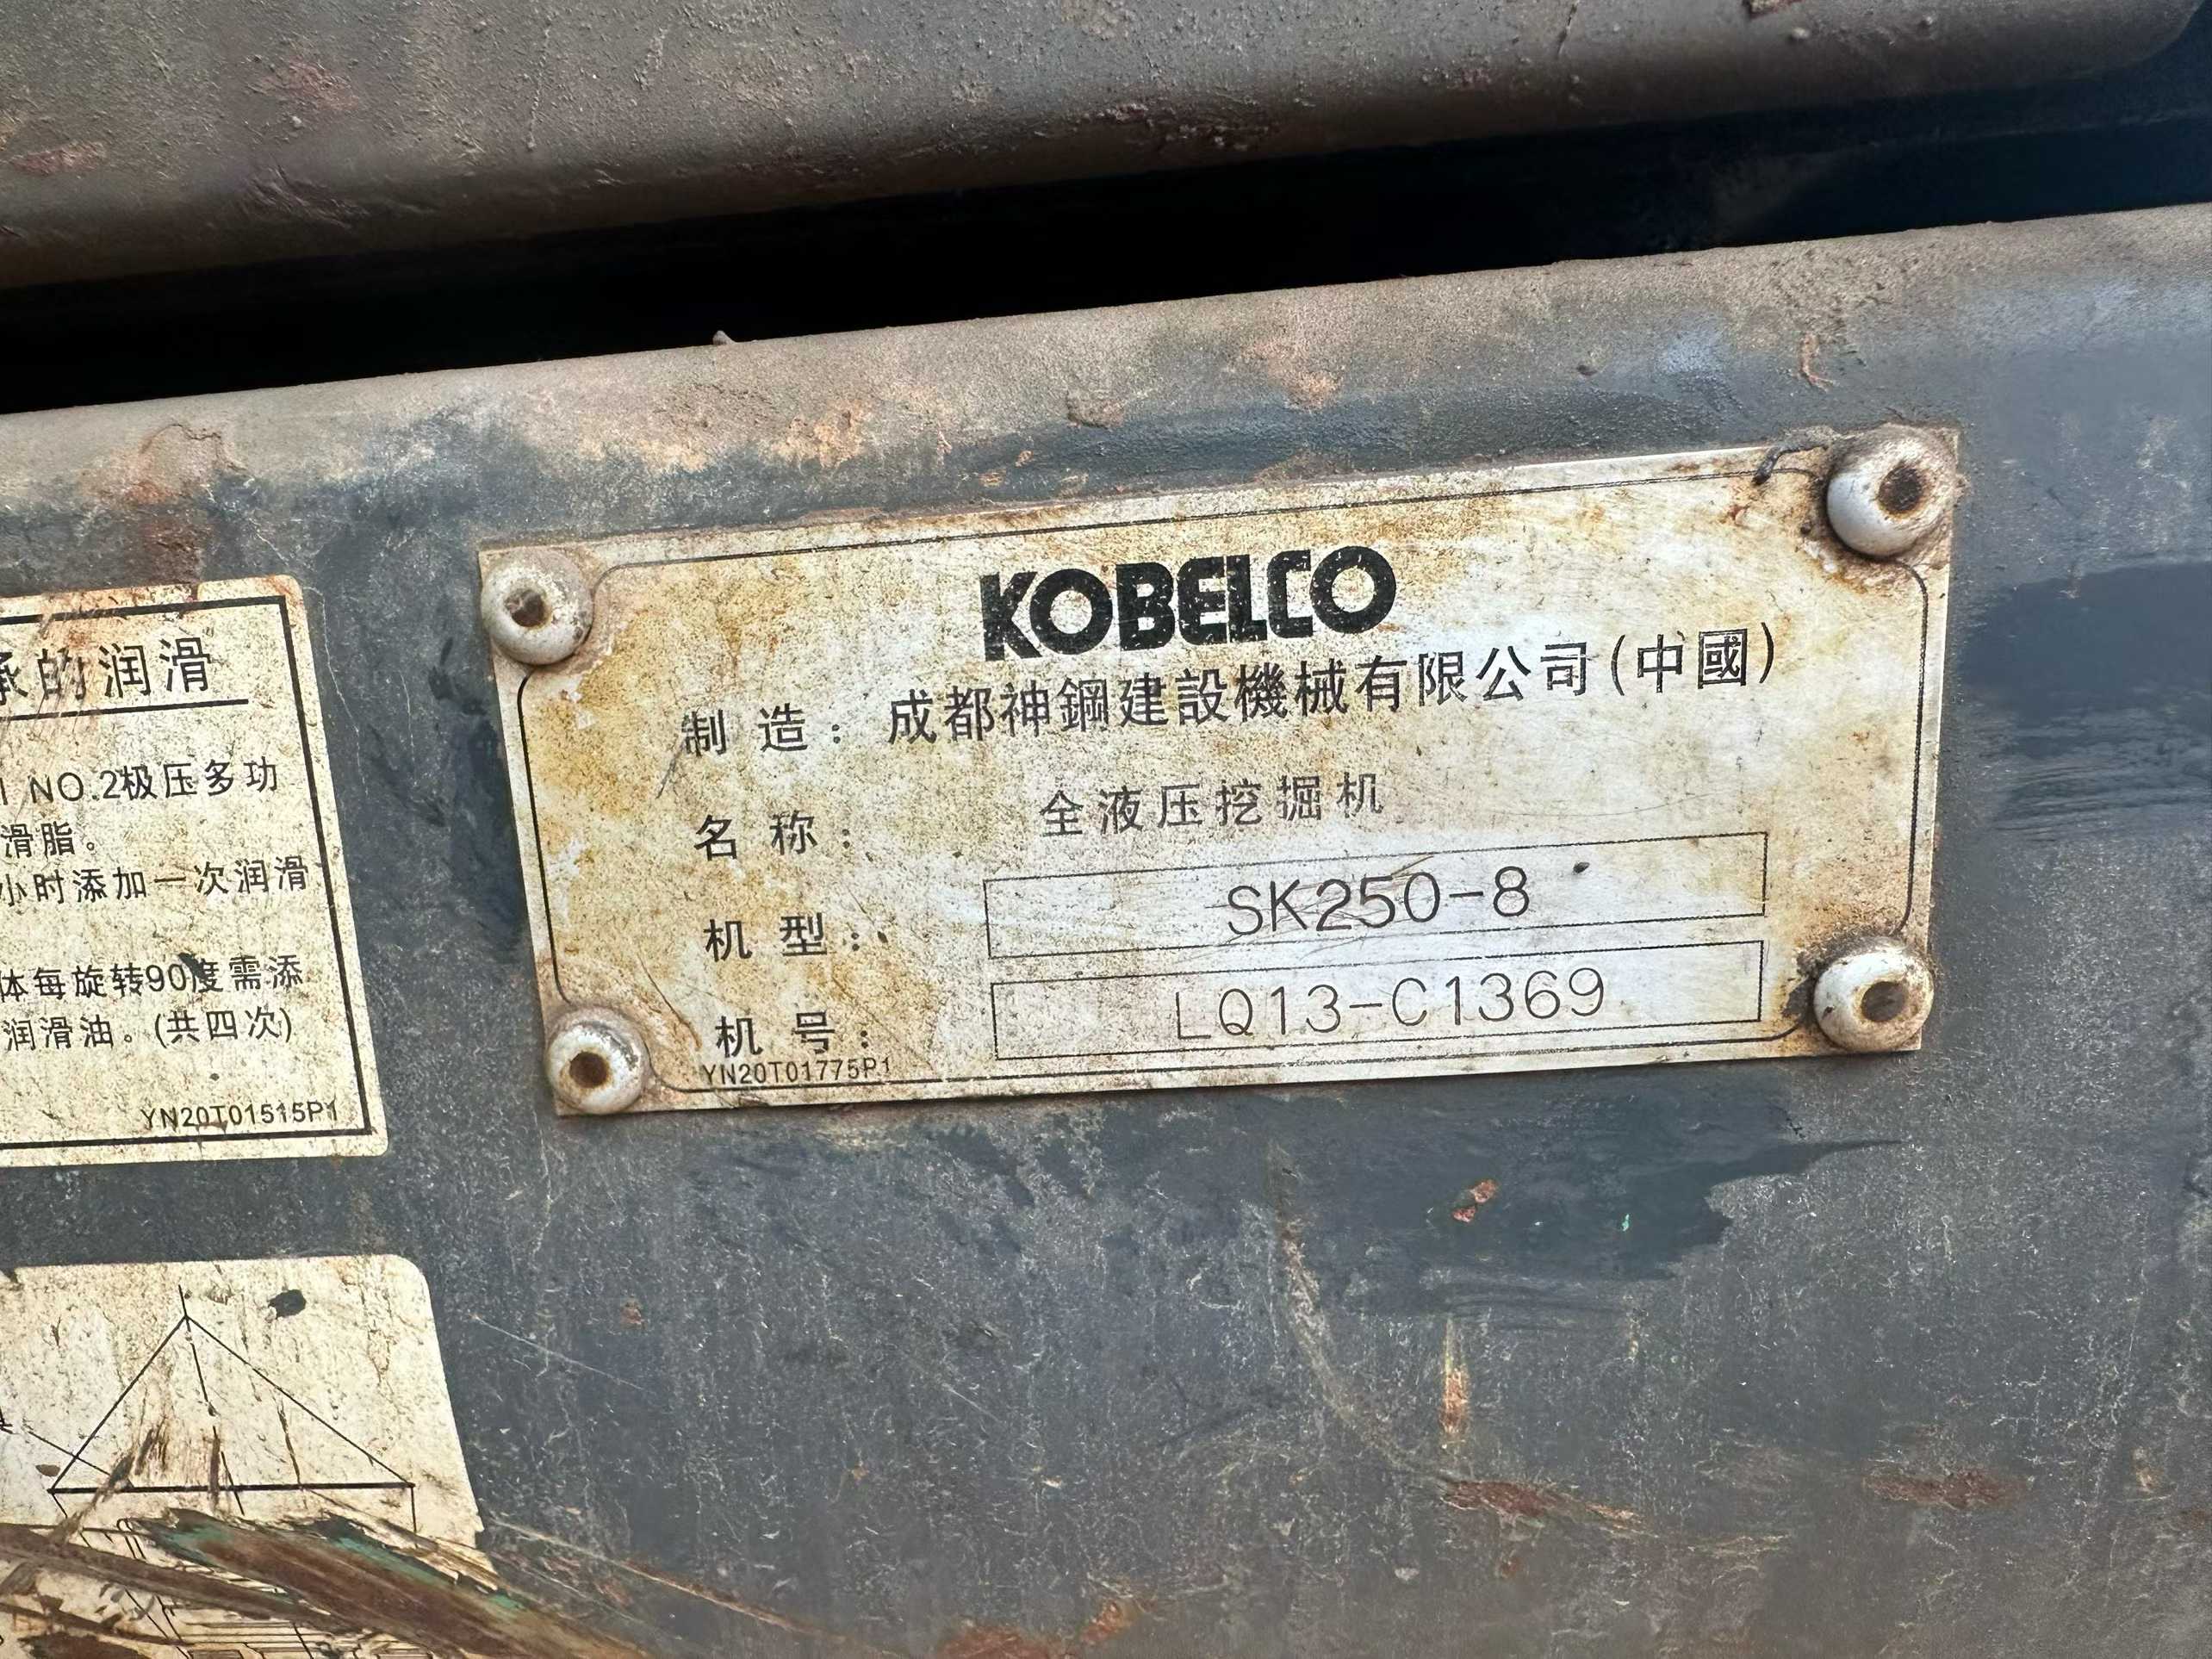 KOBELCO
制 造： 成都神鋼建設機械有限公司(中國)
名 称： 全液压挖掘机
机 型： SK250-8
机 号： LQ13-C1369
YN20T01775P1
承的润滑
NO.2极压多功
滑脂。
小时添加一次润滑
体每旋转90度需添
润滑油。(共四次)
YN20T01515P1